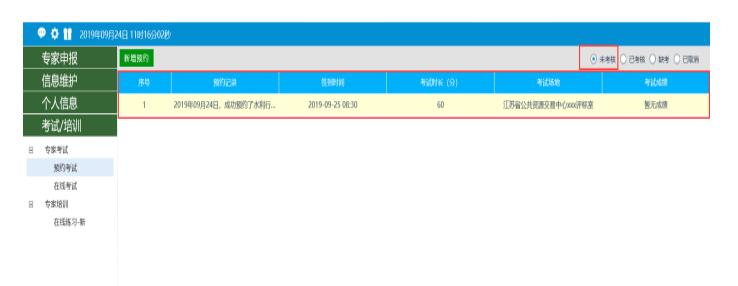 2019年09月24日 11时16分02秒
专家申报
信息维护
个人信息
考试/培训
专家考试
预约考试
在线考试
专家培训
在线练习-新
新增预约
未考核 已考核 缺考 已取消
序号 预约记录 签到时间 考试时长（分） 考试场地 考试成绩
1 2019年09月24日，成功预约了水利行... 2019-09-25 08:30 60 江苏省公共资源交易中心xxx评标室 暂无成绩